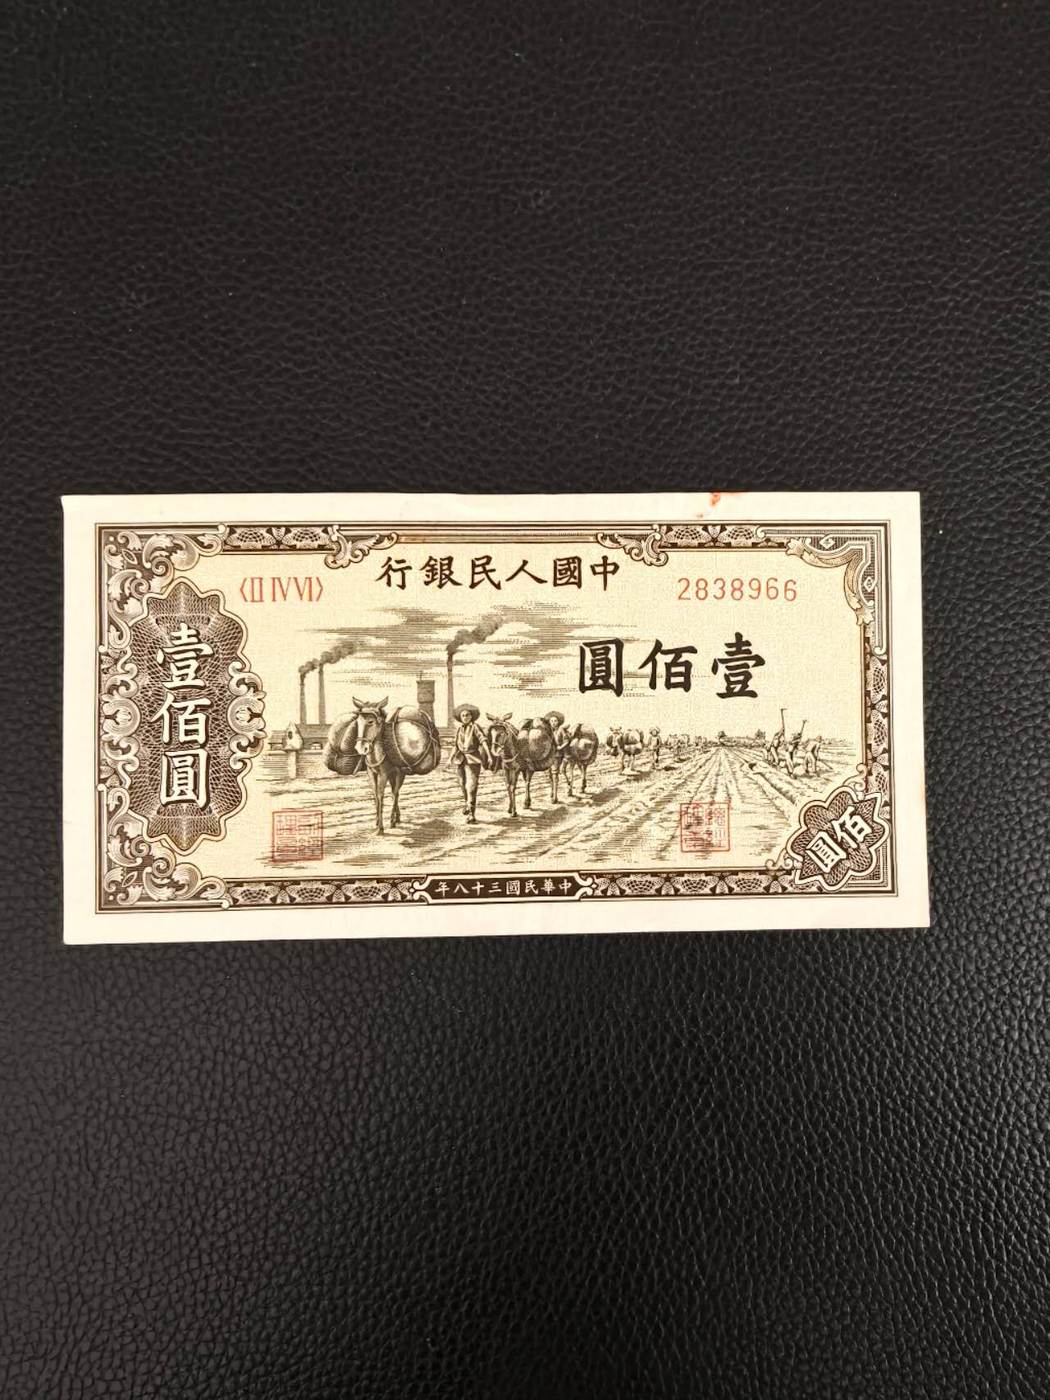 中國人民銀行
〈II IV VI〉
2838966
壹佰圓
壹佰圓
佰圓
中華民國三十八年